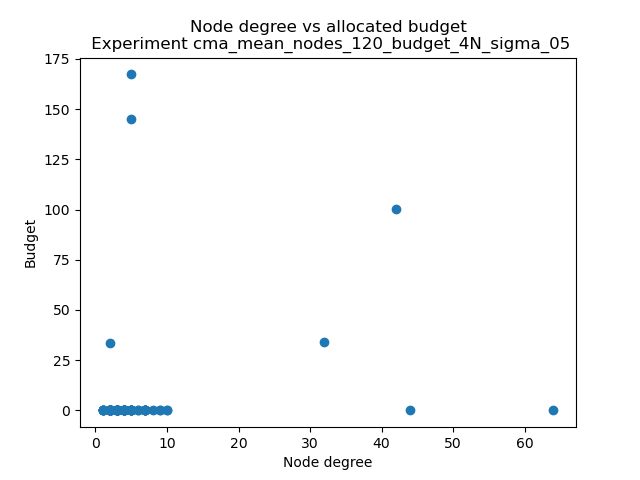 Node degree vs allocated budget
Experiment cma_mean_nodes_120_budget_4N_sigma_05
175
150
125
100
75
50
25
0
Budget
0 10 20 30 40 50 60
Node degree